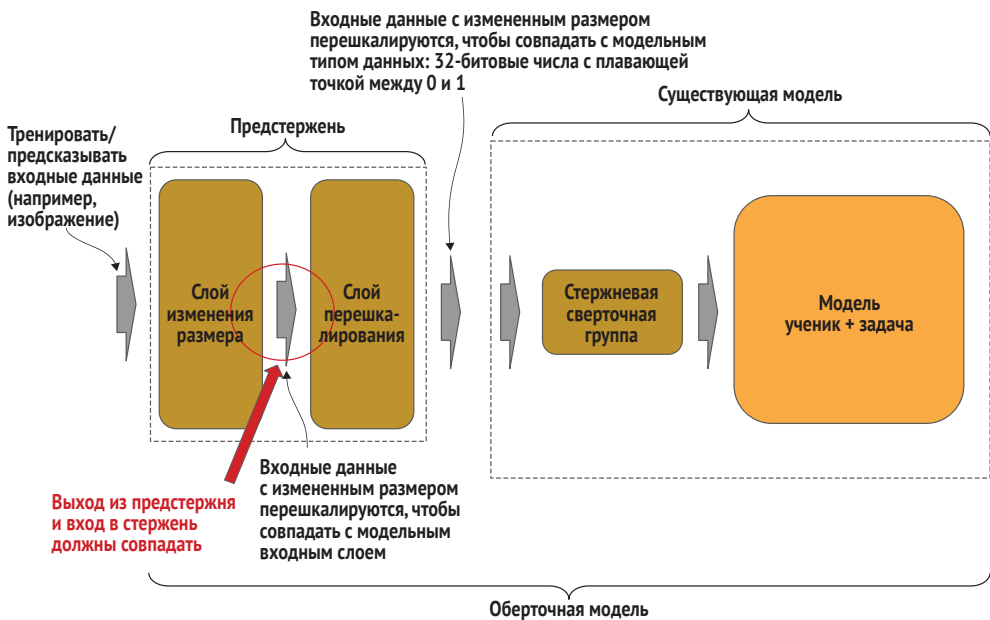 Входные данные с измененным размером
перешкалируются, чтобы совпадать с модельным
типом данных: 32-битовые числа с плавающей
точкой между 0 и 1
Существующая модель
Предстержень
Тренировать/
предсказывать
входные данные
(например,
изображение)
Слой
изменения
размера
Слой
перешка-
лирования
Стержневая
сверточная
группа
Модель
ученик + задача
Выход из предстержня
и вход в стержень
должны совпадать
Входные данные
с измененным размером
перешкалируются, чтобы
совпадать с модельным
входным слоем
Оберточная модель